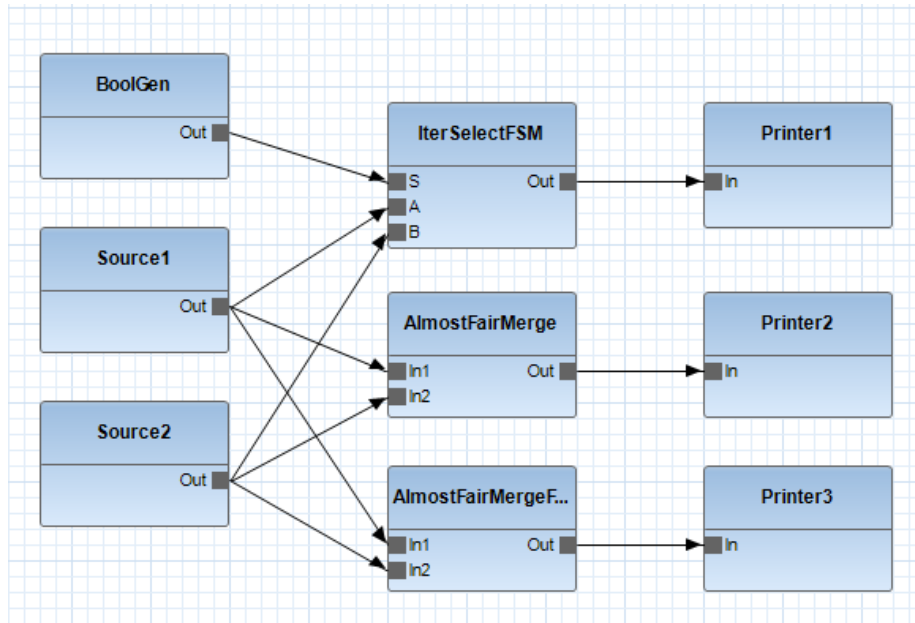 BoolGen
Out
Source1
Out
Source2
Out
IterSelectFSM
S Out
A
B
AlmostFairMerge
In1 Out
In2
AlmostFairMergeF...
In1 Out
In2
Printer1
In
Printer2
In
Printer3
In